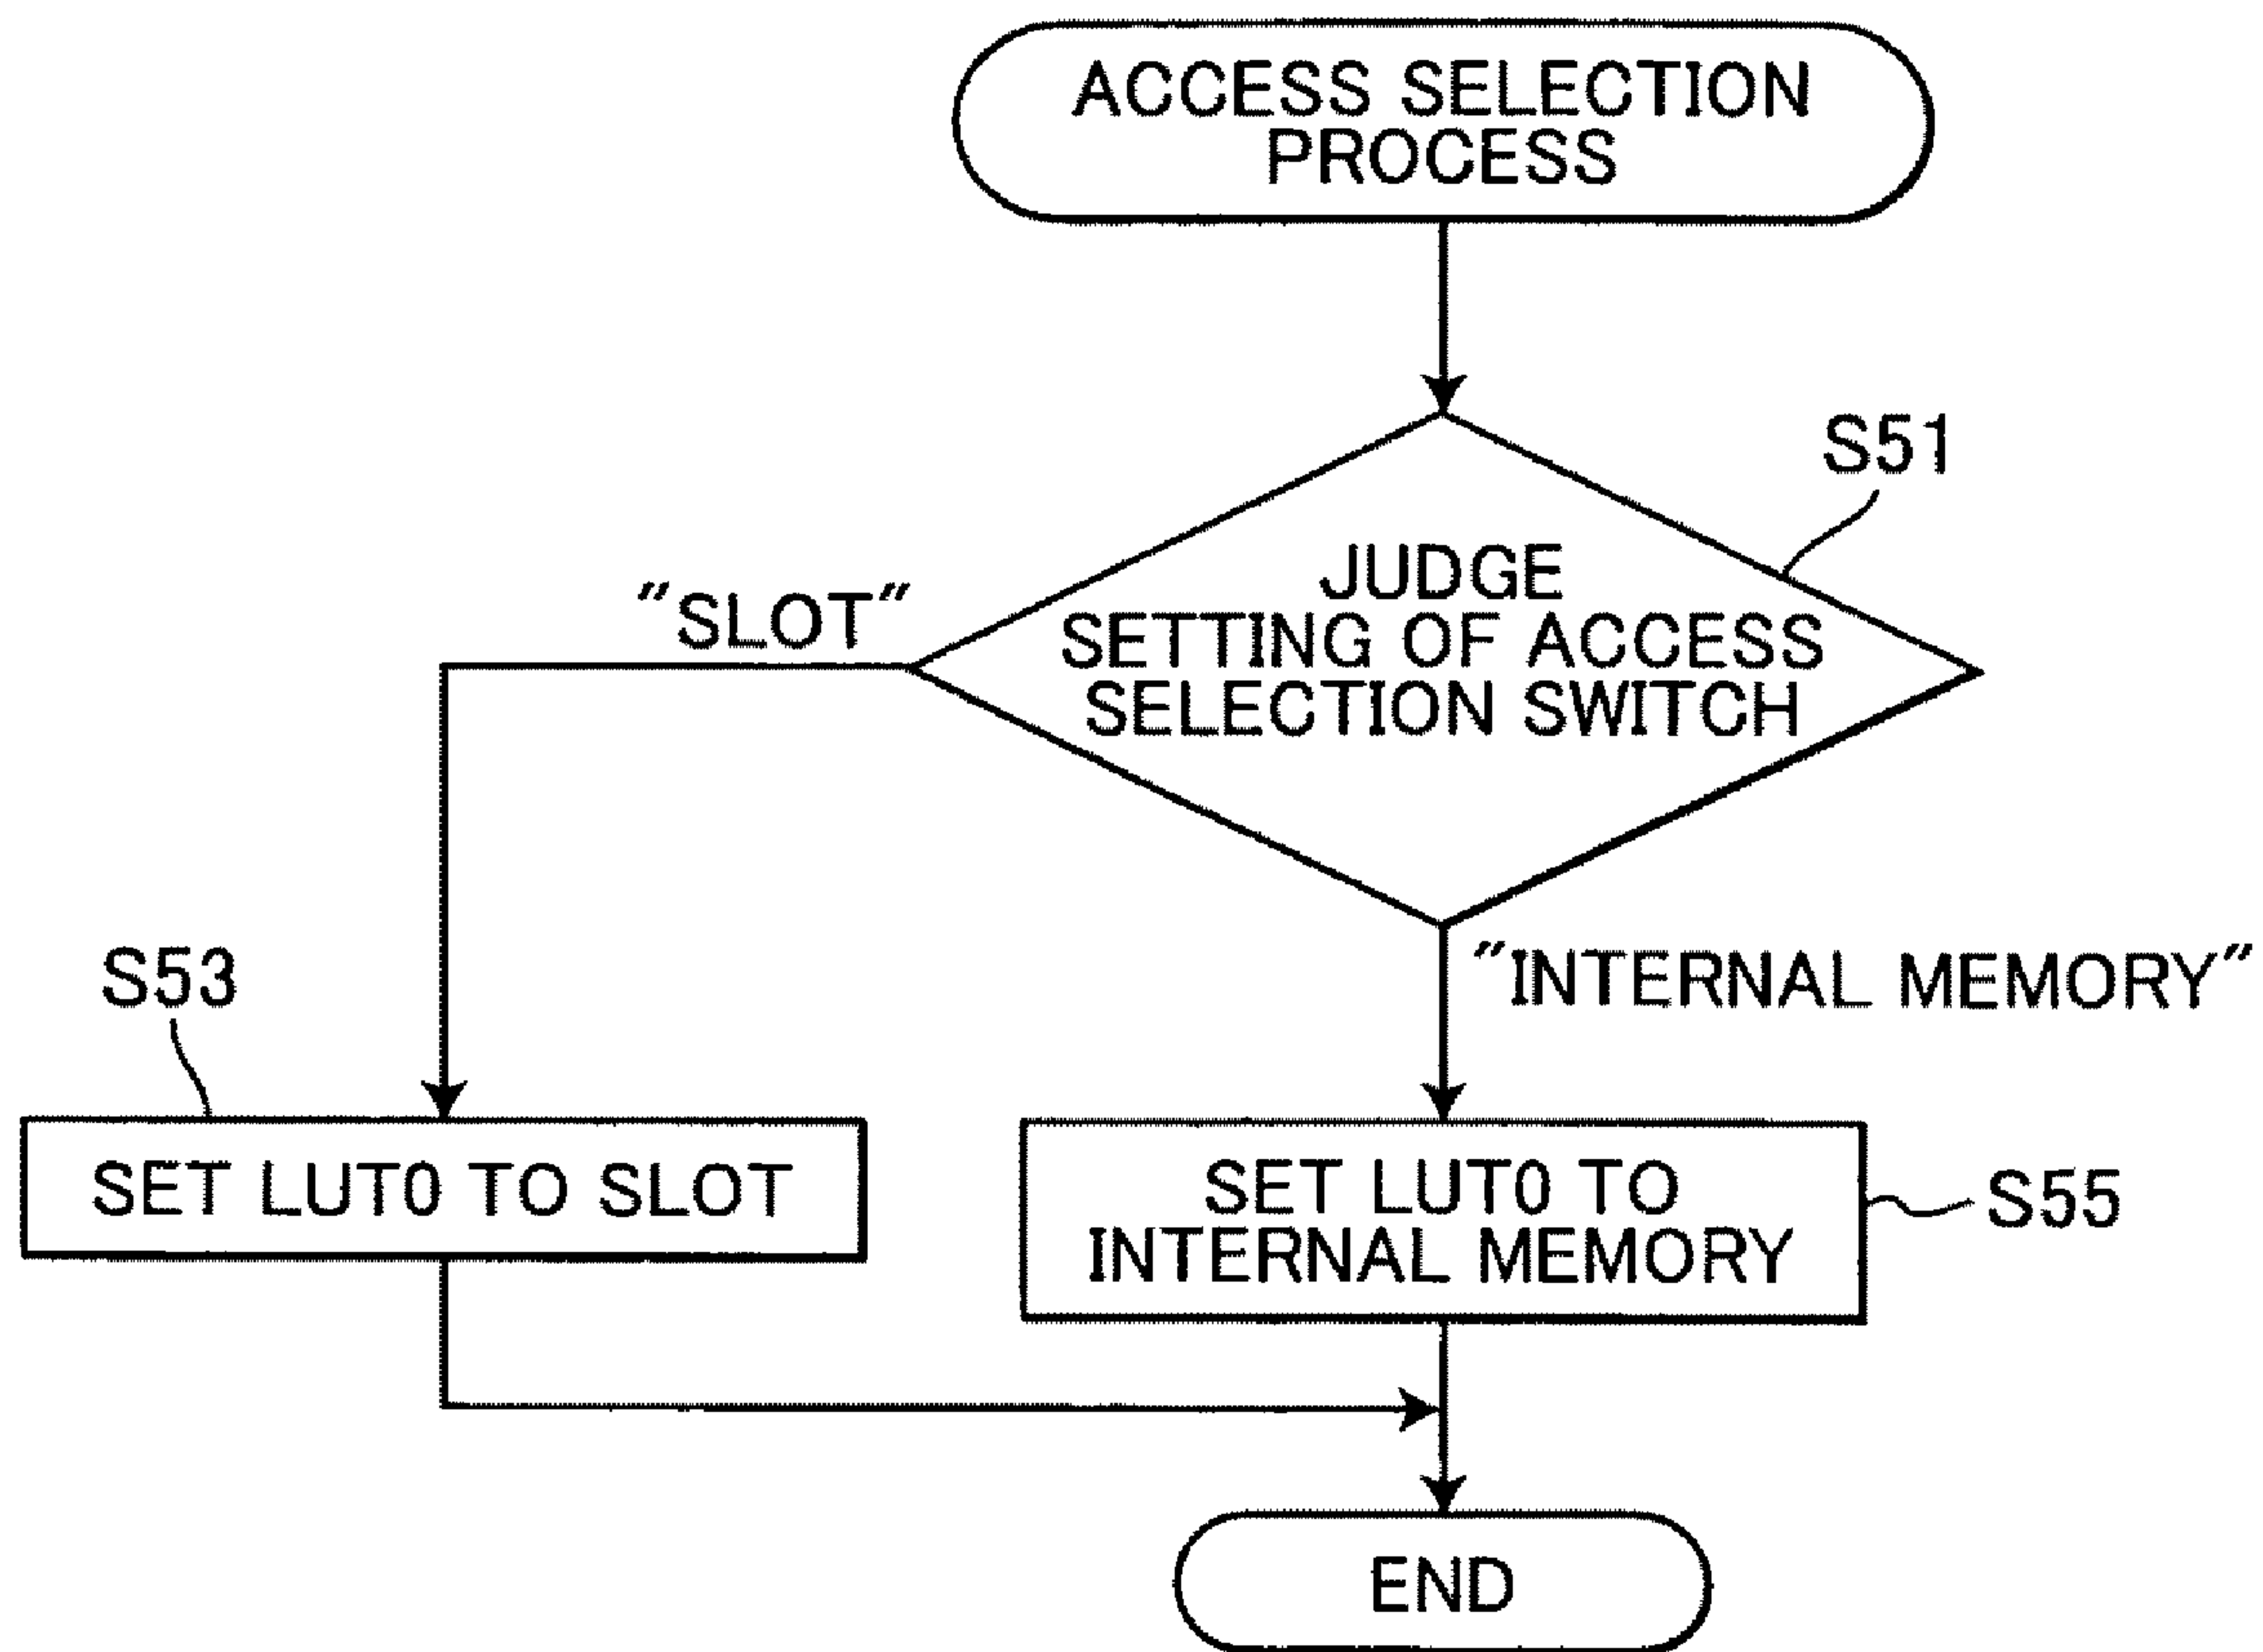 ACCESS SELECTION
PROCESS
S51
JUDGE
SETTING OF ACCESS
SELECTION SWITCH
"SLOT"
"INTERNAL MEMORY"
S53
SET LUT0 TO SLOT
SET LUT0 TO
INTERNAL MEMORY
S55
END